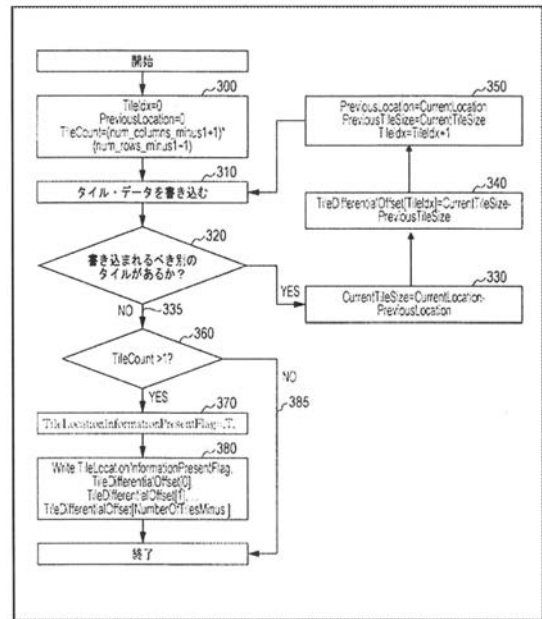 開始
300
TileIdx=0
PreviousLocation=0
TileCount=(num_columns_minus1+1)*
(num_rows_minus1+1)
310
タイル・データを書き込む
320
書き込まれるべき別の
タイルがあるか?
YES
NO
335
330
CurrentTileSize=CurrentLocation-
PreviousLocation
340
TileDifferentialOffset[TileIdx]=CurrentTileSize-
PreviousTileSize
350
PreviousLocation=CurrentLocation
PreviousTileSize=CurrentTileSize
TileIdx=TileIdx+1
360
TileCount >1?
NO
385
YES
370
380
Write TileLocationInformationPresentFlag,
TileDifferentialOffset[0]
TileDifferentialOffset[1], ...
終了